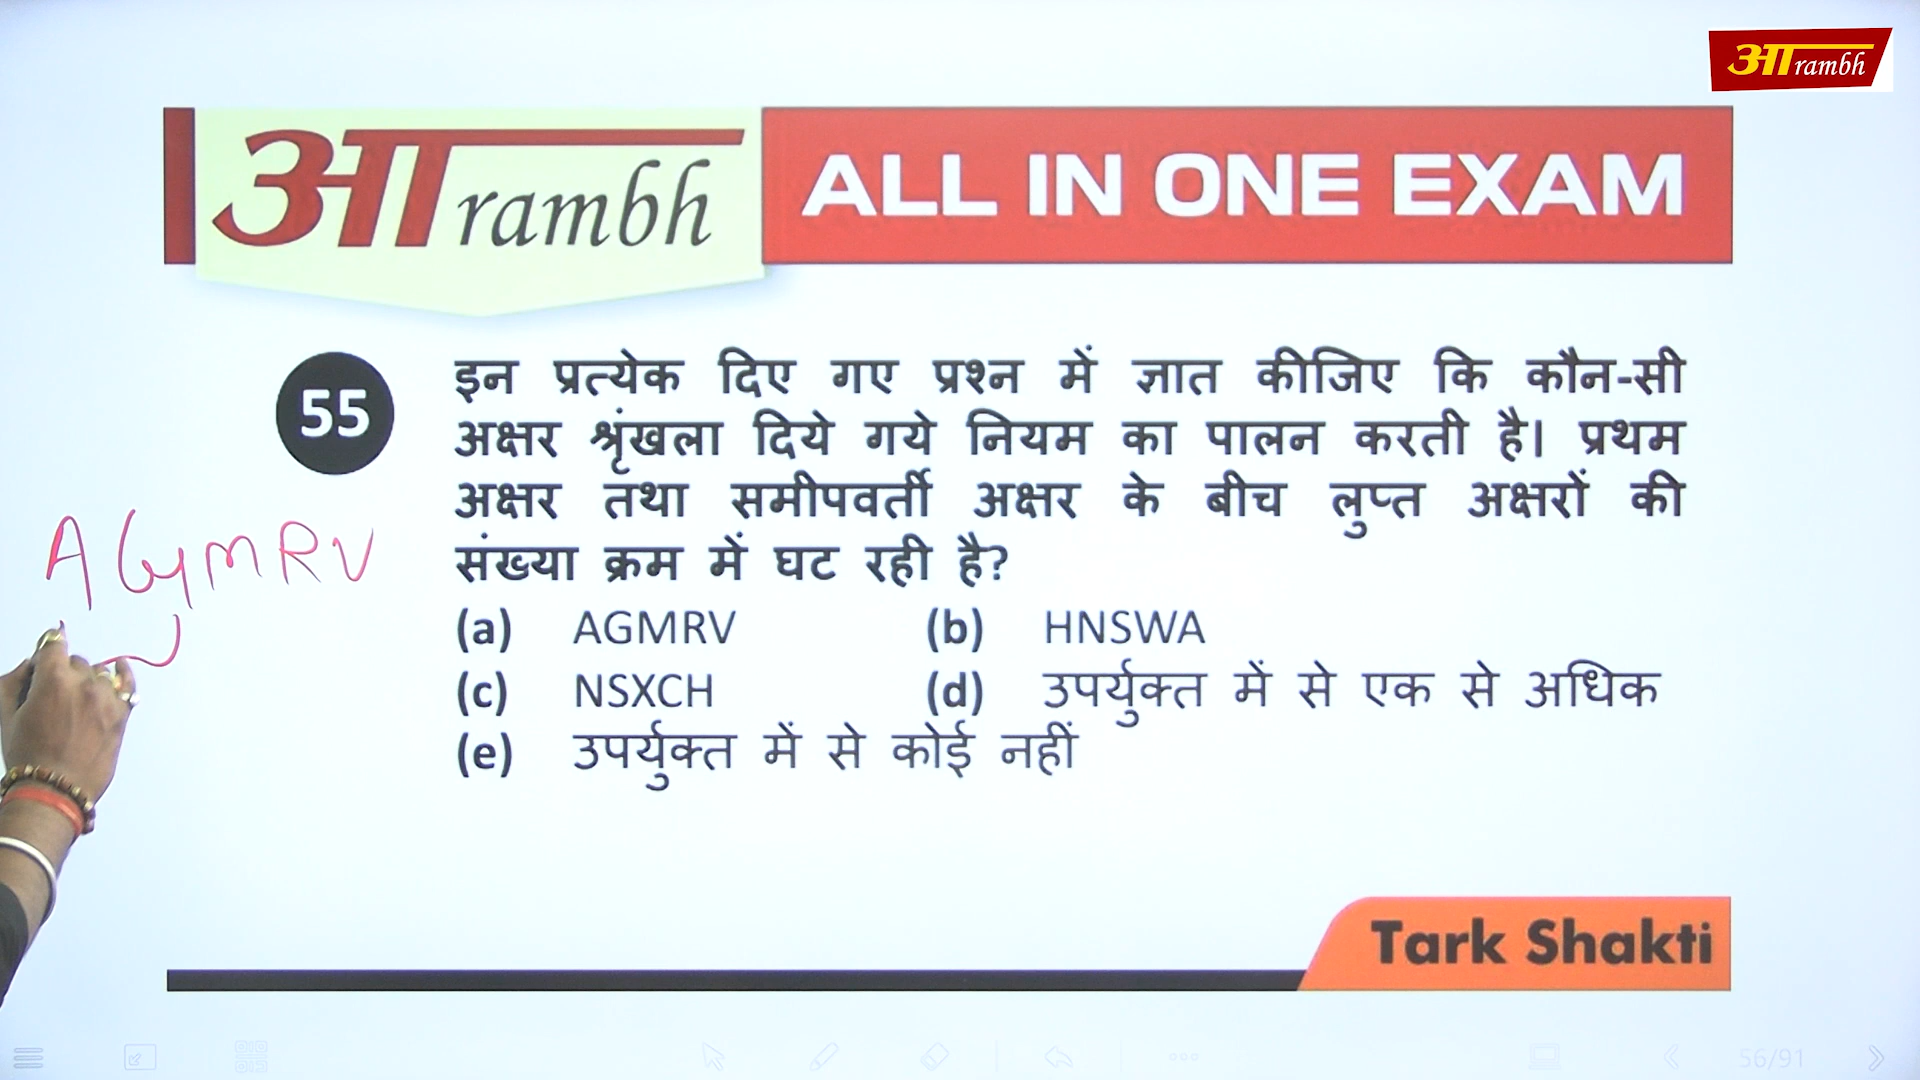 आrambh
आrambh ALL IN ONE EXAM
55 इन प्रत्येक दिए गए प्रश्न में ज्ञात कीजिए कि कौन-सी
अक्षर श्रृंखला दिये गये नियम का पालन करती है। प्रथम
अक्षर तथा समीपवर्ती अक्षर के बीच लुप्त अक्षरों की
संख्या क्रम में घट रही है?
AGMRV
(a) AGMRV (b) HNSWA
(c) NSXCH (d) उपर्युक्त में से एक से अधिक
(e) उपर्युक्त में से कोई नहीं
Tark Shakti
56/91